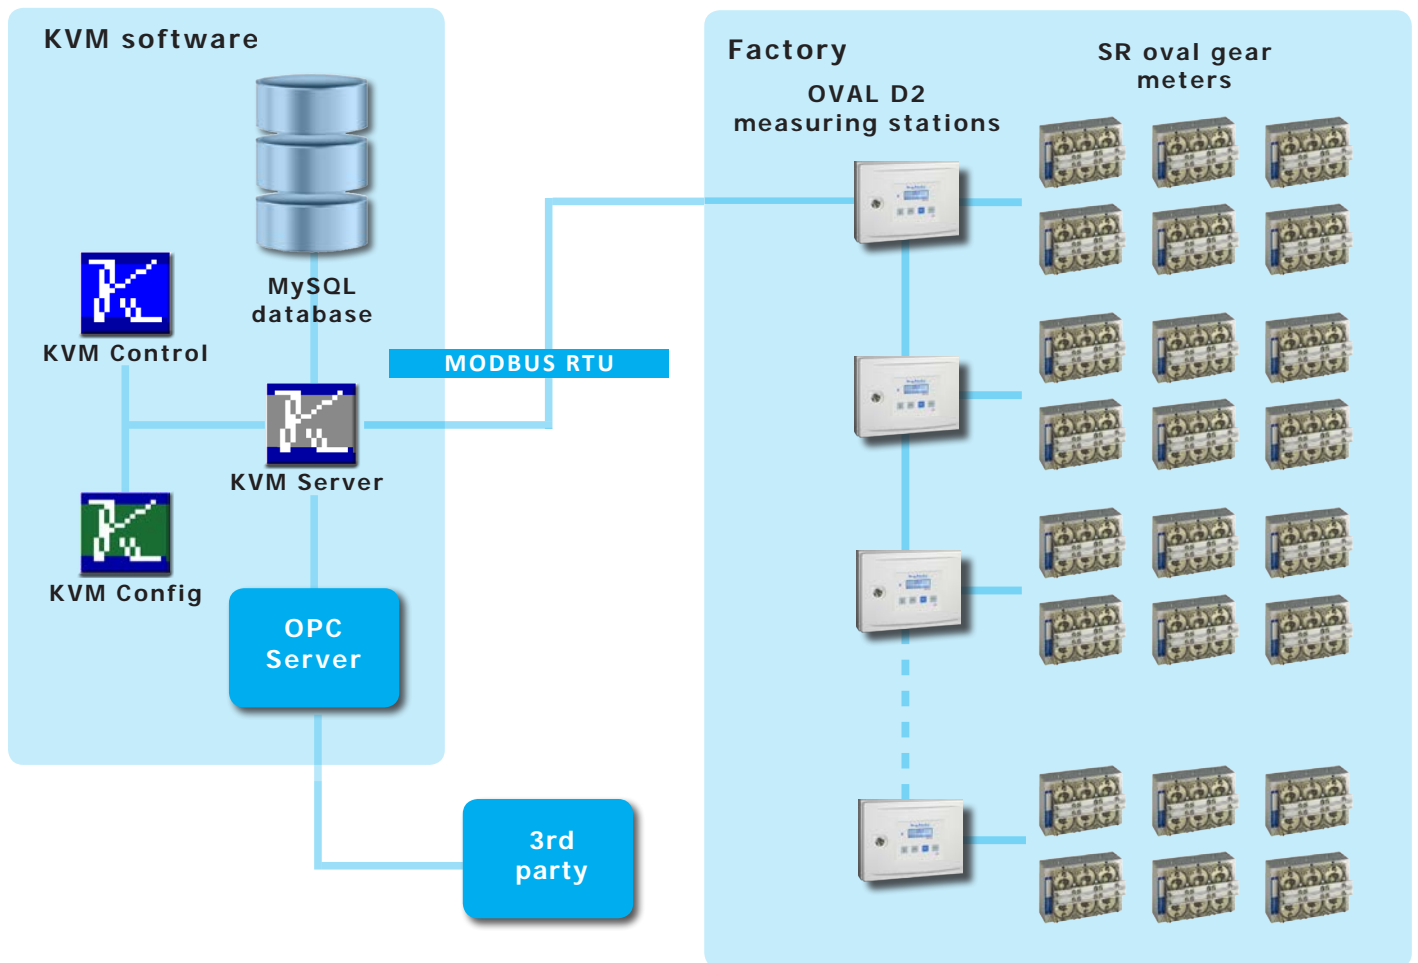 KVM software
MySQL
database
KVM Control
KVM Server
KVM Config
OPC
Server
3rd
party
MODBUS RTU
Factory
OVAL D2
measuring stations
SR oval gear
meters